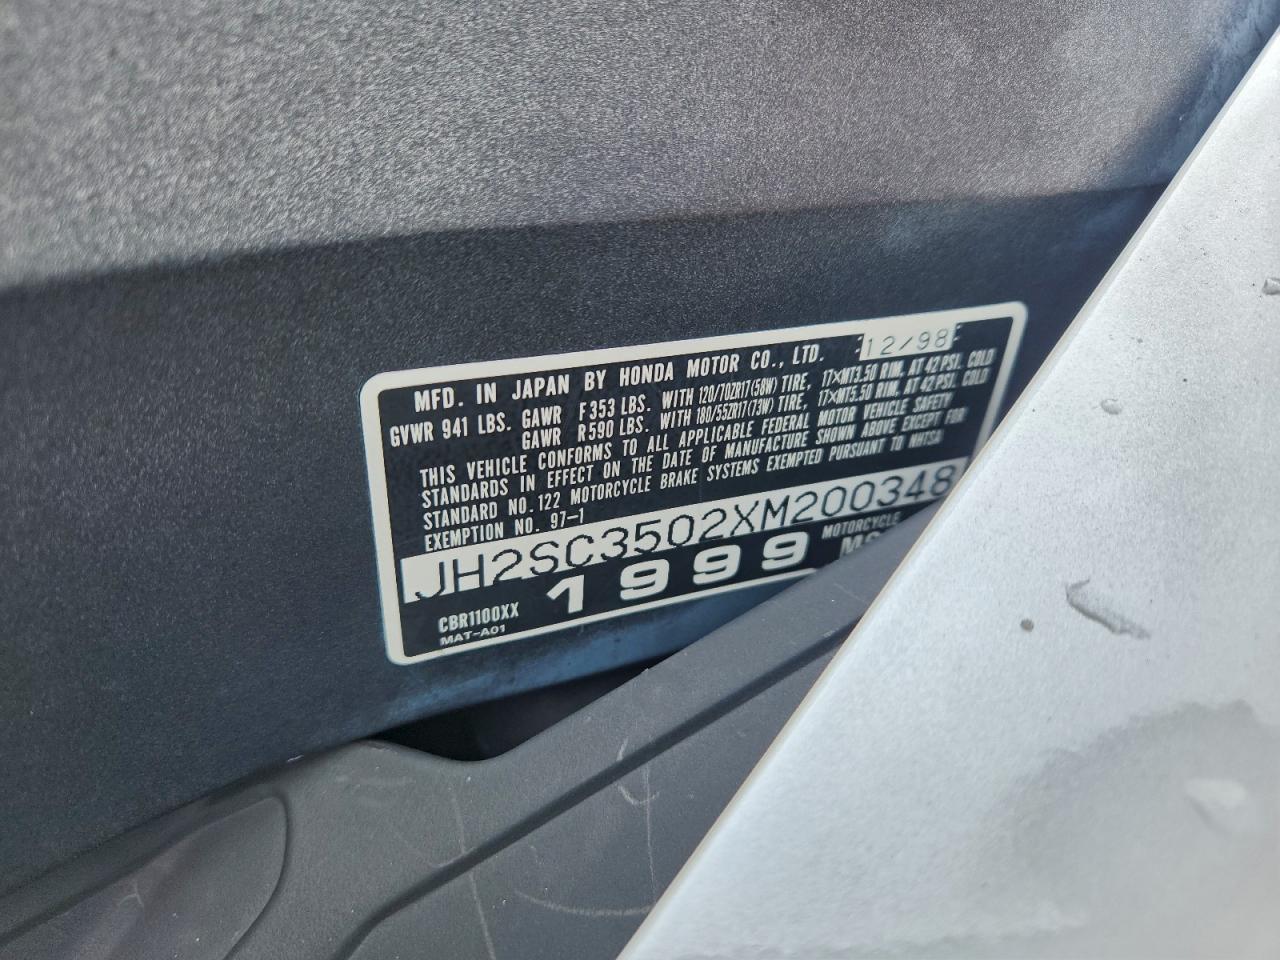 MFD. IN JAPAN BY HONDA MOTOR CO., LTD. 12/98
GVWR 941 LBS. GAWR F 353 LBS. WITH 120/70ZR17(58W) TIRE, 17×MT3.50 RIM, AT 42 PSI. COLD
GAWR R 590 LBS. WITH 180/55ZR17(73W) TIRE, 17×MT5.50 RIM, AT 42 PSI. COLD
THIS VEHICLE CONFORMS TO ALL APPLICABLE FEDERAL MOTOR VEHICLE SAFETY
STANDARDS IN EFFECT ON THE DATE OF MANUFACTURE SHOWN ABOVE EXCEPT FOR
STANDARD NO. 122 MOTORCYCLE BRAKE SYSTEMS EXEMPTED PURSUANT TO NHTSA
EXEMPTION NO. 97-1
JH2SC3502XM200348
CBR1100XX 1999 MOTORCYCLE
MAT-A01